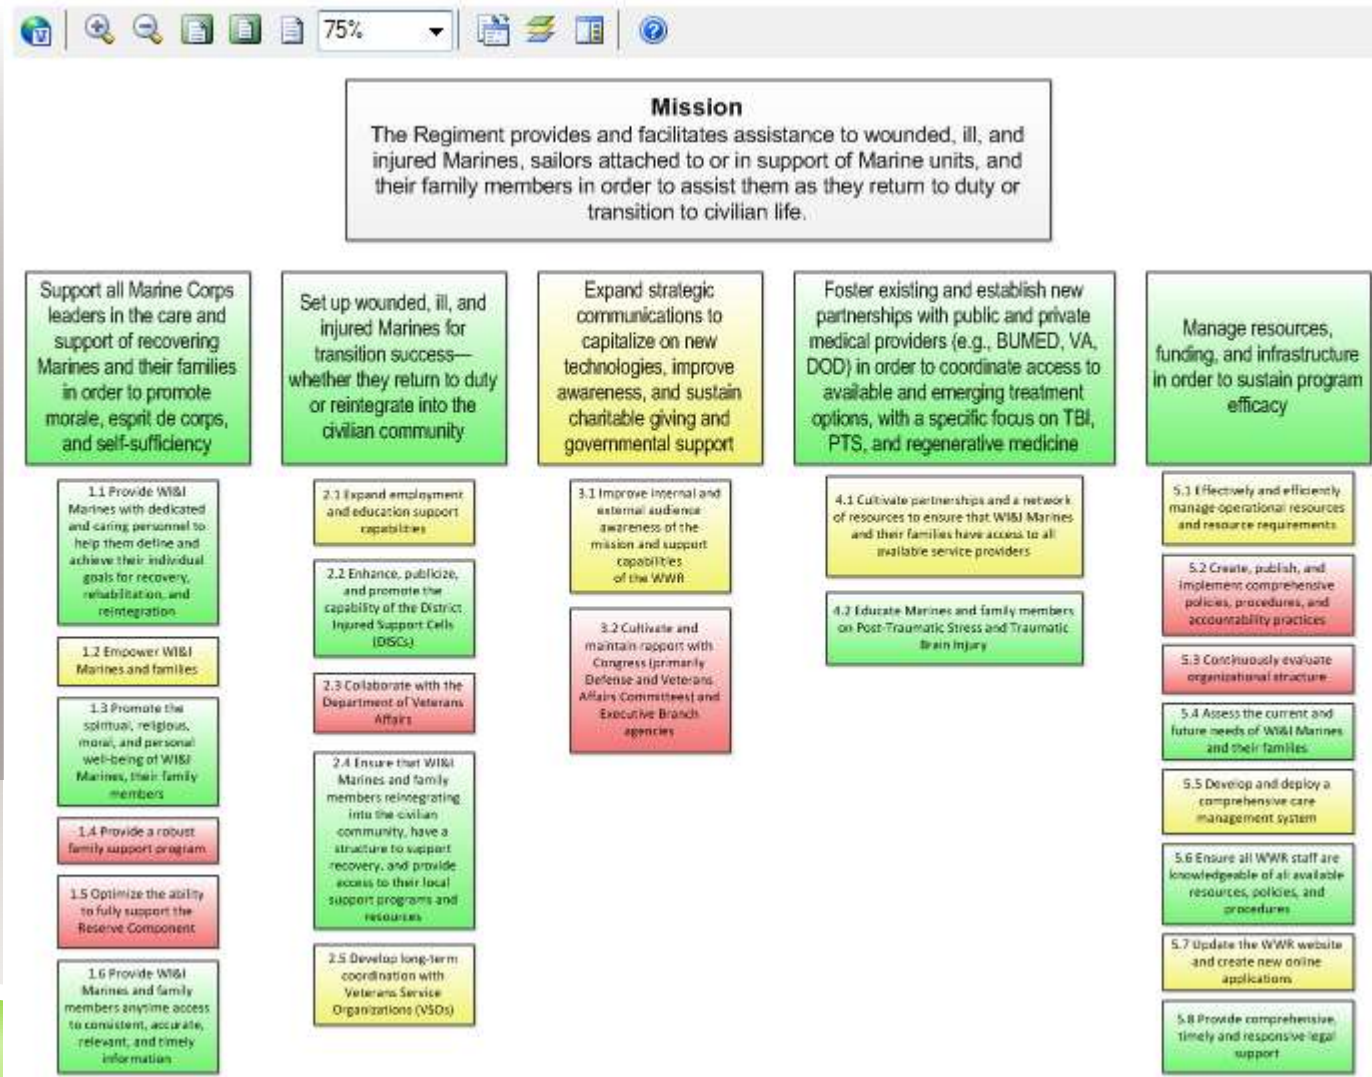 75%
Mission
The Regiment provides and facilitates assistance to wounded, ill, and
injured Marines, sailors attached to or in support of Marine units, and
their family members in order to assist them as they return to duty or
transition to civilian life.
Support all Marine Corps
leaders in the care and
support of recovering
Marines and their families
in order to promote
morale, esprit de corps,
and self-sufficiency
1.1 Provide WI&I
Marines with dedicated
and caring personnel to
help them define and
achieve their individual
goals for recovery,
rehabilitation, and
reintegration
1.2 Empower WI&I
Marines and families
1.3 Promote the
spiritual, religious,
moral, and personal
well-being of WI&I
Marines, their family
members
1.4 Provide a robust
family support program
1.5 Optimize the ability
to fully support the
Reserve Component
1.6 Provide WI&I
Marines and family
members anytime access
to consistent, accurate,
relevant, and timely
information
Set up wounded, ill, and
injured Marines for
transition success—
whether they return to duty
or reintegrate into the
civilian community
2.1 Expand employment
and education support
capabilities
2.2 Enhance, publicize,
and promote the
capability of the District
Injured Support Cells
(DISCs)
2.3 Collaborate with the
Department of Veterans
Affairs
2.4 Ensure that WI&I
Marines and family
members reintegrating
into the civilian
community, have a
structure to support
recovery, and provide
access to their local
support programs and
resources
2.5 Develop long-term
coordination with
Veterans Service
Organizations (VSOs)
Expand strategic
communications to
capitalize on new
technologies, improve
awareness, and sustain
charitable giving and
governmental support
3.1 Improve internal and
external audience
awareness of the
mission and support
capabilities
of the WWR
3.2 Cultivate and
maintain rapport with
Congress (primarily
Defense and Veterans
Affairs Committees) and
Executive Branch
agencies
Foster existing and establish new
partnerships with public and private
medical providers (e.g., BUMED, VA,
DOD) in order to coordinate access to
available and emerging treatment
options, with a specific focus on TBI,
PTS, and regenerative medicine
4.1 Cultivate partnerships and a network
of resources to ensure that WI&I Marines
and their families have access to all
available service providers
4.2 Educate Marines and family members
on Post-Traumatic Stress and Traumatic
Brain Injury
Manage resources,
funding, and infrastructure
in order to sustain program
efficacy
5.1 Effectively and efficiently
manage operational resources
and resource requirements
5.2 Create, publish, and
implement comprehensive
policies, procedures, and
accountability practices
5.3 Continuously evaluate
organizational structure
5.4 Assess the current and
future needs of WI&I Marines
and their families
5.5 Develop and deploy a
comprehensive care
management system
5.6 Ensure all WWR staff are
knowledgeable of all available
resources, policies, and
procedures
5.7 Update the WWR website
and create new online
applications
5.8 Provide comprehensive,
timely and responsive legal
support